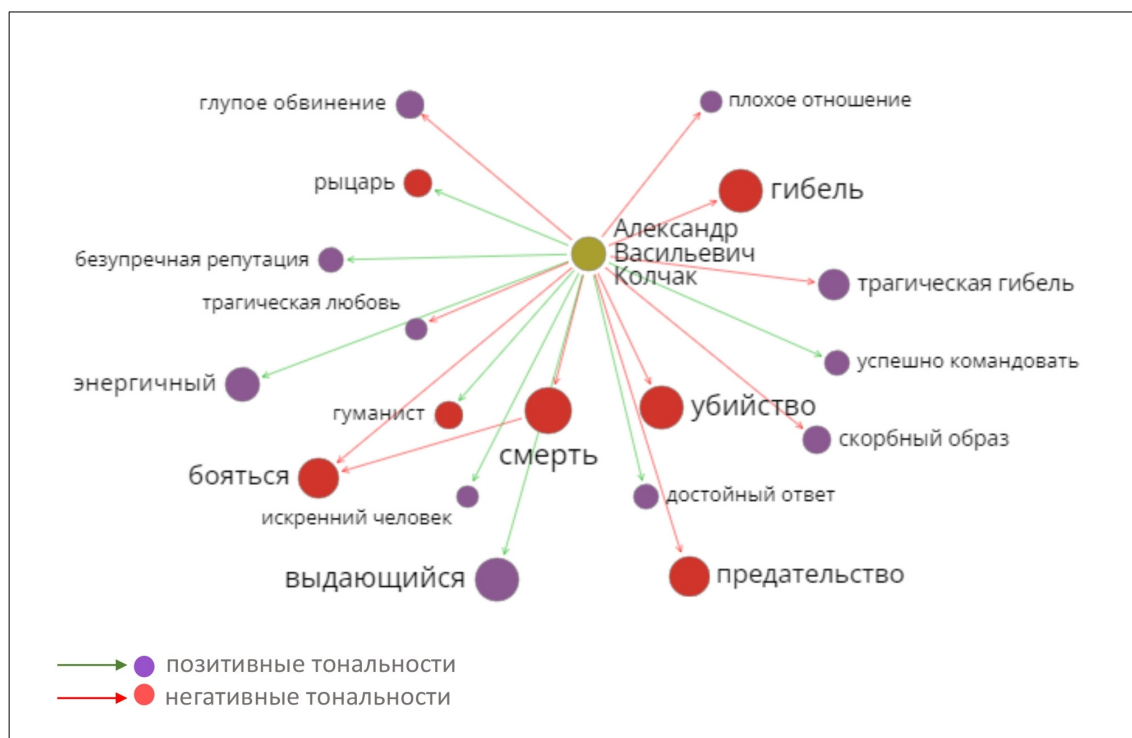 глупое обвинение
плохое отношение
рыцарь
гибель
Александр
Васильевич
Колчак
безупречная репутация
трагическая гибель
трагическая любовь
успешно командовать
энергичный
гуманист
убийство
скорбный образ
смерть
бояться
искренний человек
достойный ответ
выдающийся
предательство
позитивные тональности
негативные тональности